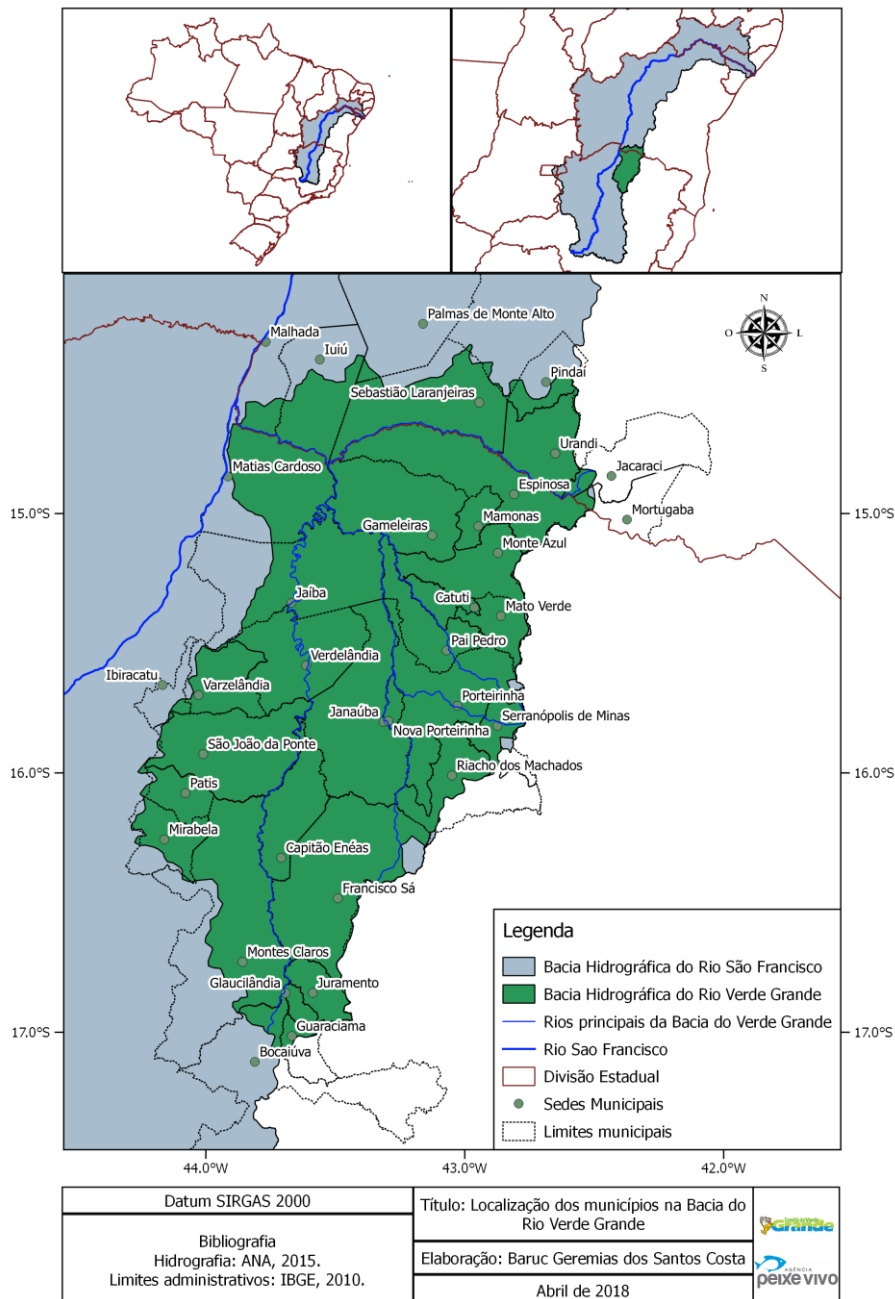 Malhada
Palmas de Monte Alto
Iuiú
Pindaí
Sebastião Laranjeiras
Urandi
Jacaraci
Matias Cardoso
Espinosa
Mortugaba
Mamonas
Gameleiras
Monte Azul
Jaíba
Catuti
Mato Verde
Pai Pedro
Verdelândia
Ibiracatu
Varzelândia
Porteirinha
Janaúba
Serranópolis de Minas
Nova Porteirinha
São João da Ponte
Riacho dos Machados
Patis
Mirabela
Capitão Enéas
Francisco Sá
Montes Claros
Glaucilândia
Juramento
Guaraciama
Bocaiúva
N
O
L
S
15.0°S
15.0°S
16.0°S
16.0°S
17.0°S
17.0°S
44.0°W
43.0°W
42.0°W
Legenda
Bacia Hidrográfica do Rio São Francisco
Bacia Hidrográfica do Rio Verde Grande
Rios principais da Bacia do Verde Grande
Rio Sao Francisco
Divisão Estadual
Sedes Municipais
Limites municipais
Datum SIRGAS 2000
Bibliografia
Hidrografia: ANA, 2015.
Limites administrativos: IBGE, 2010.
Título: Localização dos municípios na Bacia do
Rio Verde Grande
Elaboração: Baruc Geremias dos Santos Costa
Abril de 2018
Grande
AGÊNCIA
peixe vivo